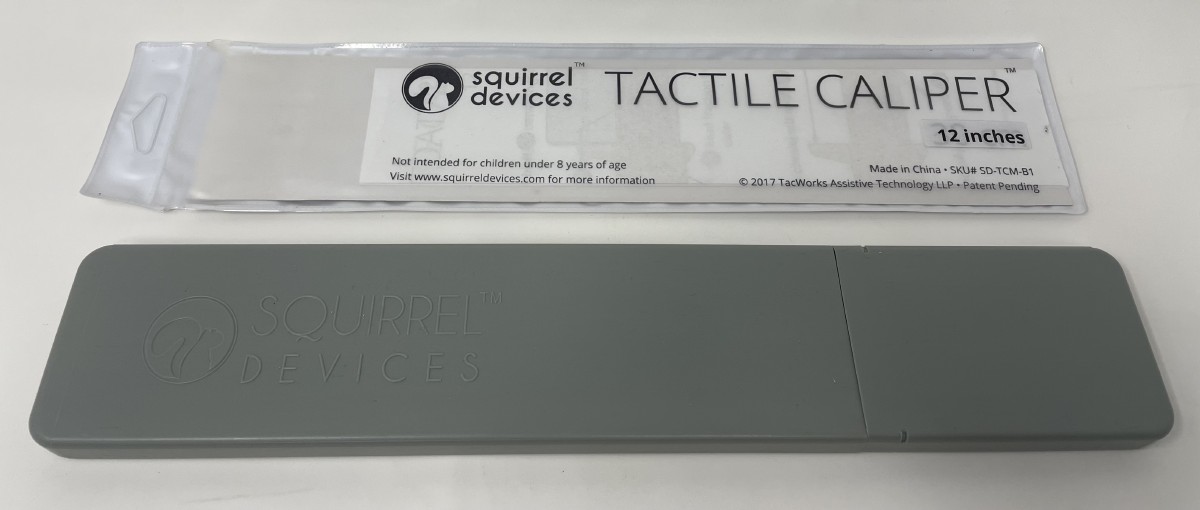 squirrel™
devices
TACTILE CALIPER™
12 inches
Not intended for children under 8 years of age
Visit www.squirreldevices.com for more information
Made in China • SKU# SD-TCM-B1
© 2017 TacWorks Assistive Technology LLP • Patent Pending
SQUIRREL™
DEVICES